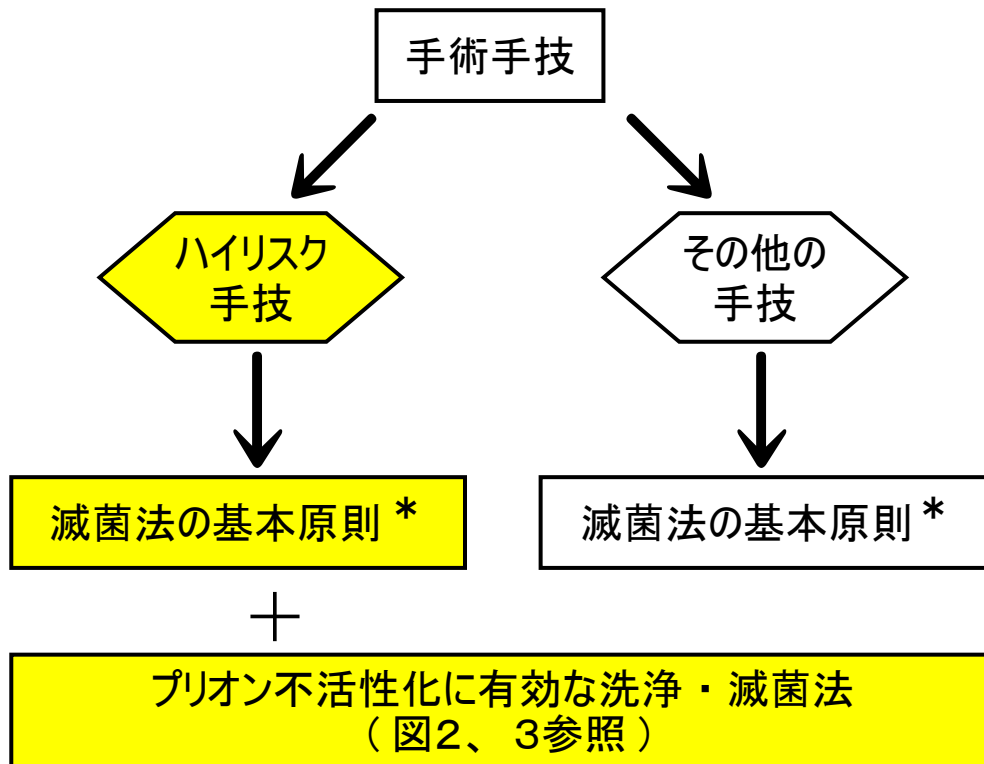 手術手技
ハイリスク
手技
その他の
手技
滅菌法の基本原則*
滅菌法の基本原則*
+
プリオン不活性化に有効な洗浄・滅菌法
(図2、3参照)